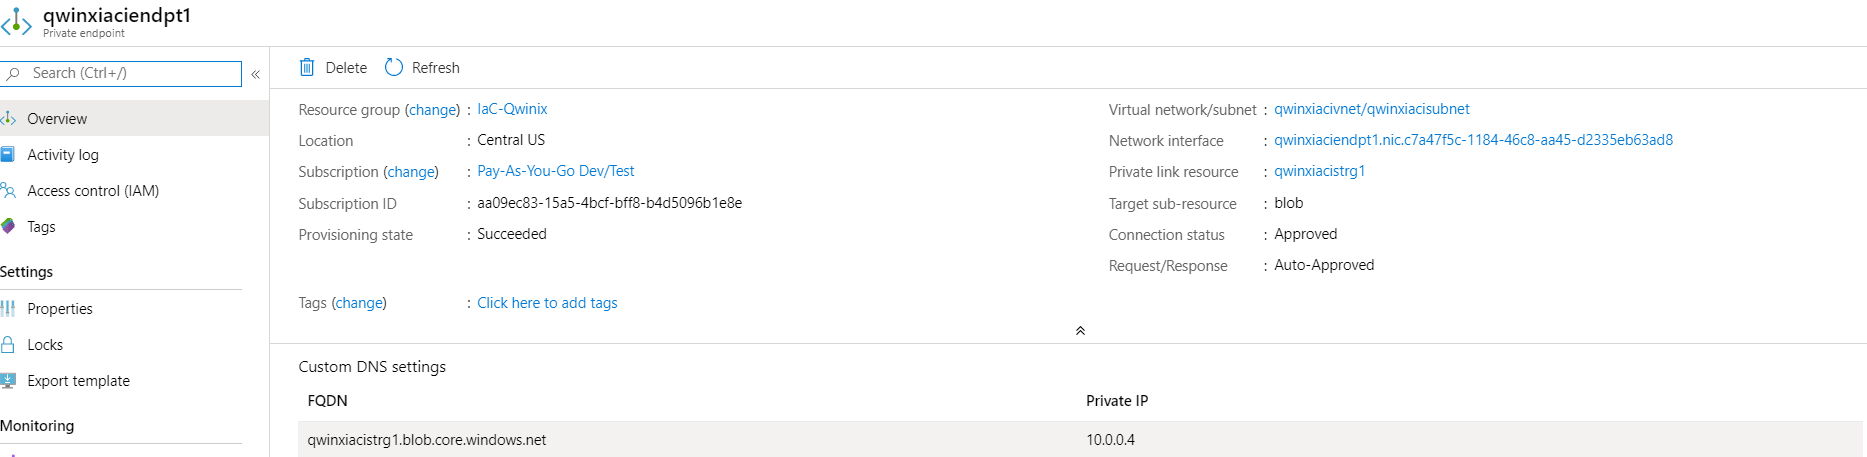 qwinxiaciendpt1
Private endpoint
Search (Ctrl+/)
«
Overview
Activity log
Access control (IAM)
Tags
Settings
Properties
Locks
Export template
Monitoring
Delete
Refresh
Resource group (change) : IaC-Qwinix
Location : Central US
Subscription (change) : Pay-As-You-Go Dev/Test
Subscription ID : aa09ec83-15a5-4bcf-bff8-b4d5096b1e8e
Provisioning state : Succeeded
Tags (change) : Click here to add tags
Virtual network/subnet : qwinxiacivnet/qwinxiacisubnet
Network interface : qwinxiaciendpt1.nic.c7a47f5c-1184-46c8-aa45-d2335eb63ad8
Private link resource : qwinxiacistrg1
Target sub-resource : blob
Connection status : Approved
Request/Response : Auto-Approved
Custom DNS settings
FQDN Private IP
qwinxiacistrg1.blob.core.windows.net 10.0.0.4